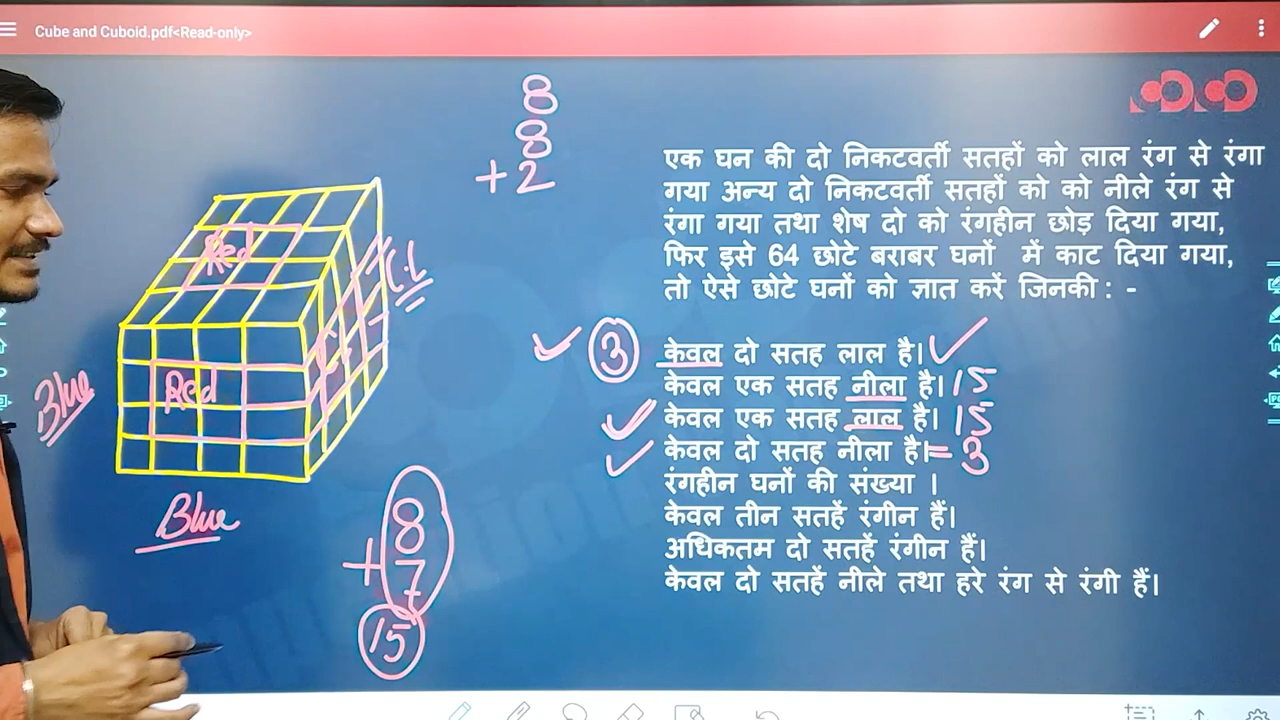 Cube and Cuboid.pdf<Read-only>
8
8
+ 2
Red
C.L
Red
Blue
Blue
8
+ 7
15
एक घन की दो निकटवर्ती सतहों को लाल रंग से रंगा
गया अन्य दो निकटवर्ती सतहों को को नीले रंग से
रंगा गया तथा शेष दो को रंगहीन छोड़ दिया गया,
फिर इसे 64 छोटे बराबर घनों में काट दिया गया,
तो ऐसे छोटे घनों को ज्ञात करें जिनकी : -
3 केवल दो सतह लाल है।
केवल एक सतह नीला है। 15
केवल एक सतह लाल है। 15
केवल दो सतह नीला है। = 3
रंगहीन घनों की संख्या ।
केवल तीन सतहें रंगीन हैं।
अधिकतम दो सतहें रंगीन हैं।
केवल दो सतहें नीले तथा हरे रंग से रंगी हैं।